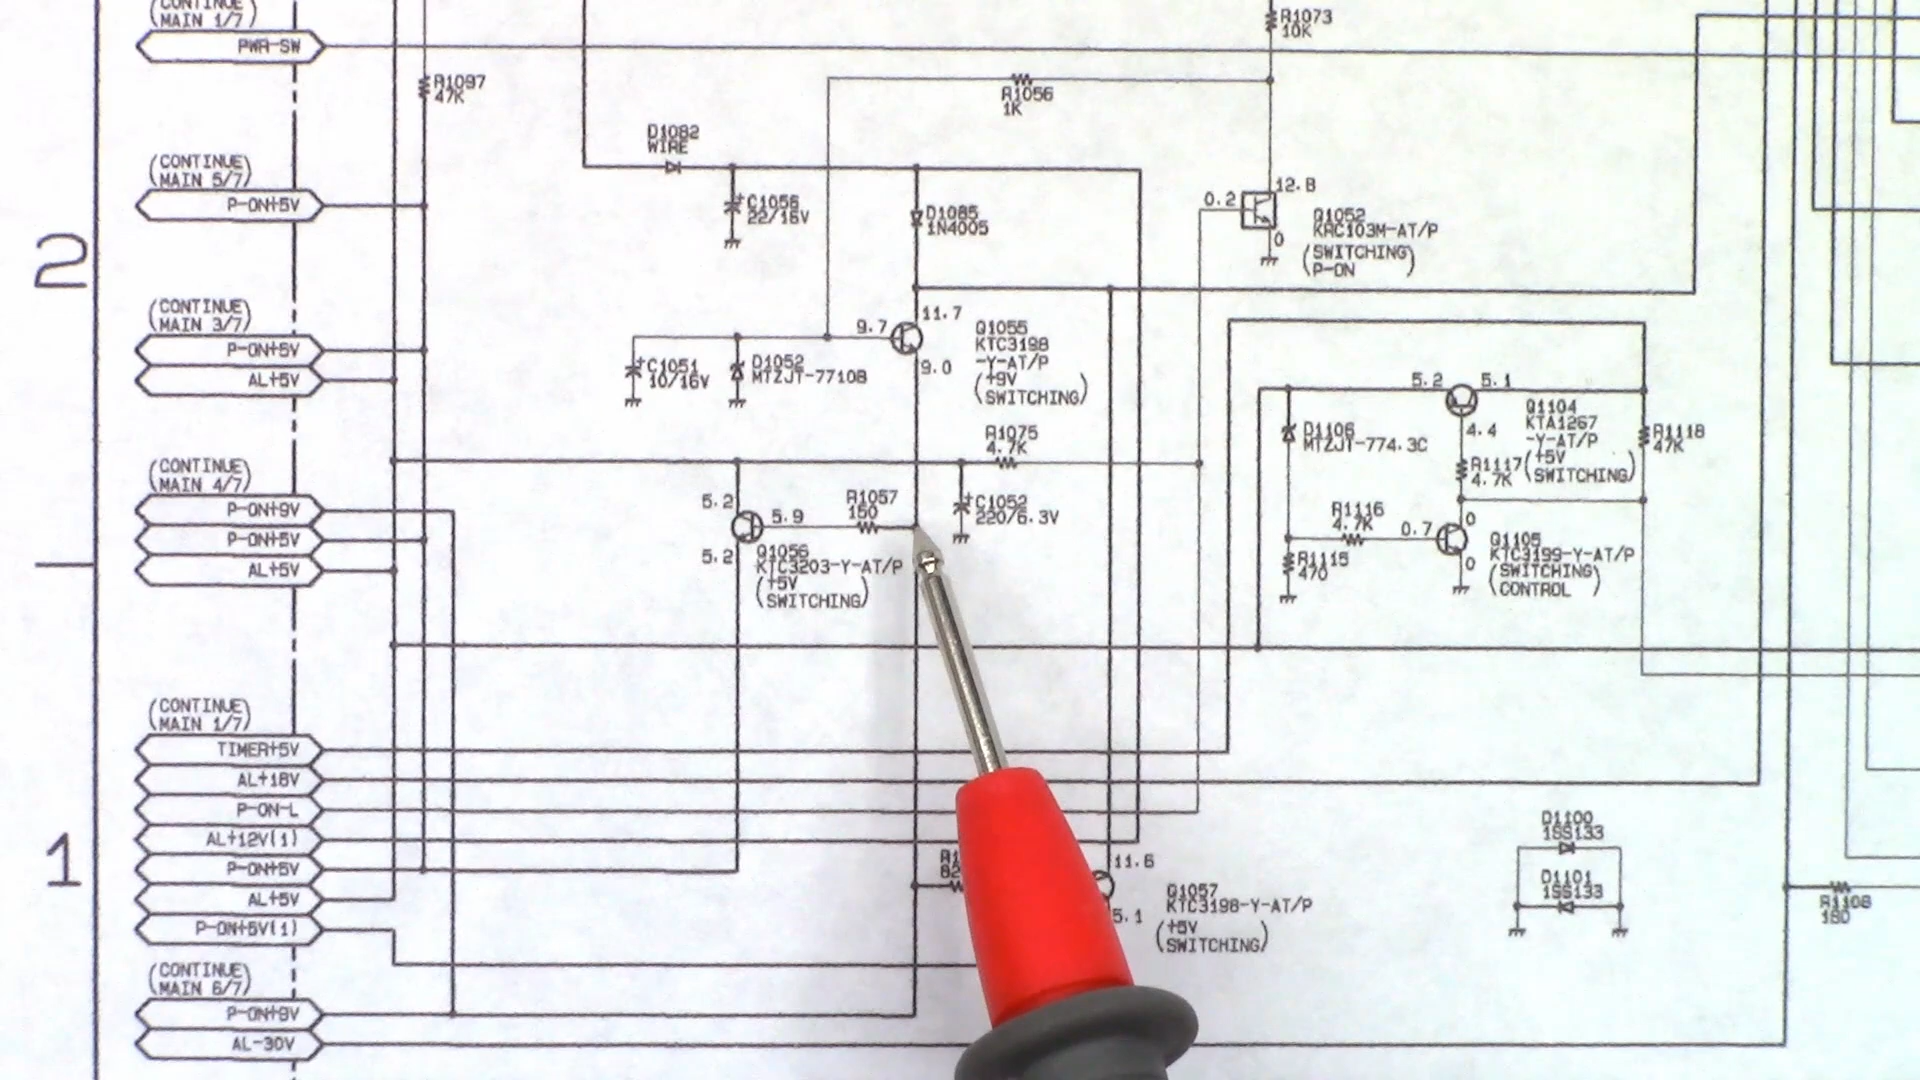 (CONTINUE)
(MAIN 1/7)
PWR-SW
R1097
47K
R1073
10K
R1056
1K
D1082
WIRE
(CONTINUE)
(MAIN 5/7)
P-ON+5V
C1056
22/16V
D1085
1N4005
0.2
12.8
0
Q1052
KRC103M-AT/P
(SWITCHING)
(P-ON)
2
(CONTINUE)
(MAIN 3/7)
P-ON+5V
AL+5V
C1051
10/16V
D1052
MTZJT-7710B
9.7
11.7
9.0
Q1055
KTC3198
-Y-AT/P
(+9V
SWITCHING)
R1075
4.7K
C1052
220/6.3V
5.2
5.1
4.4
Q1104
KTA1267
-Y-AT/P
(+5V
SWITCHING)
R1118
47K
D1106
MTZJT-774.3C
R1117
4.7K
R1116
4.7K
R1115
470
0.7
0
0
Q1105
KTC3199-Y-AT/P
(SWITCHING)
(CONTROL)
(CONTINUE)
(MAIN 4/7)
P-ON+9V
P-ON+5V
AL+5V
5.2
5.9
5.2
R1057
150
Q1056
KTC3203-Y-AT/P
(+5V
SWITCHING)
1
(CONTINUE)
(MAIN 1/7)
TIMER+5V
AL+18V
P-ON-L
AL+12V(1)
P-ON+5V
AL+5V
P-ON+5V(1)
11.6
5.1
Q1057
KTC3198-Y-AT/P
(+5V
SWITCHING)
D1100
1SS133
D1101
1SS133
R1108
180
(CONTINUE)
(MAIN 6/7)
P-ON+9V
AL-30V